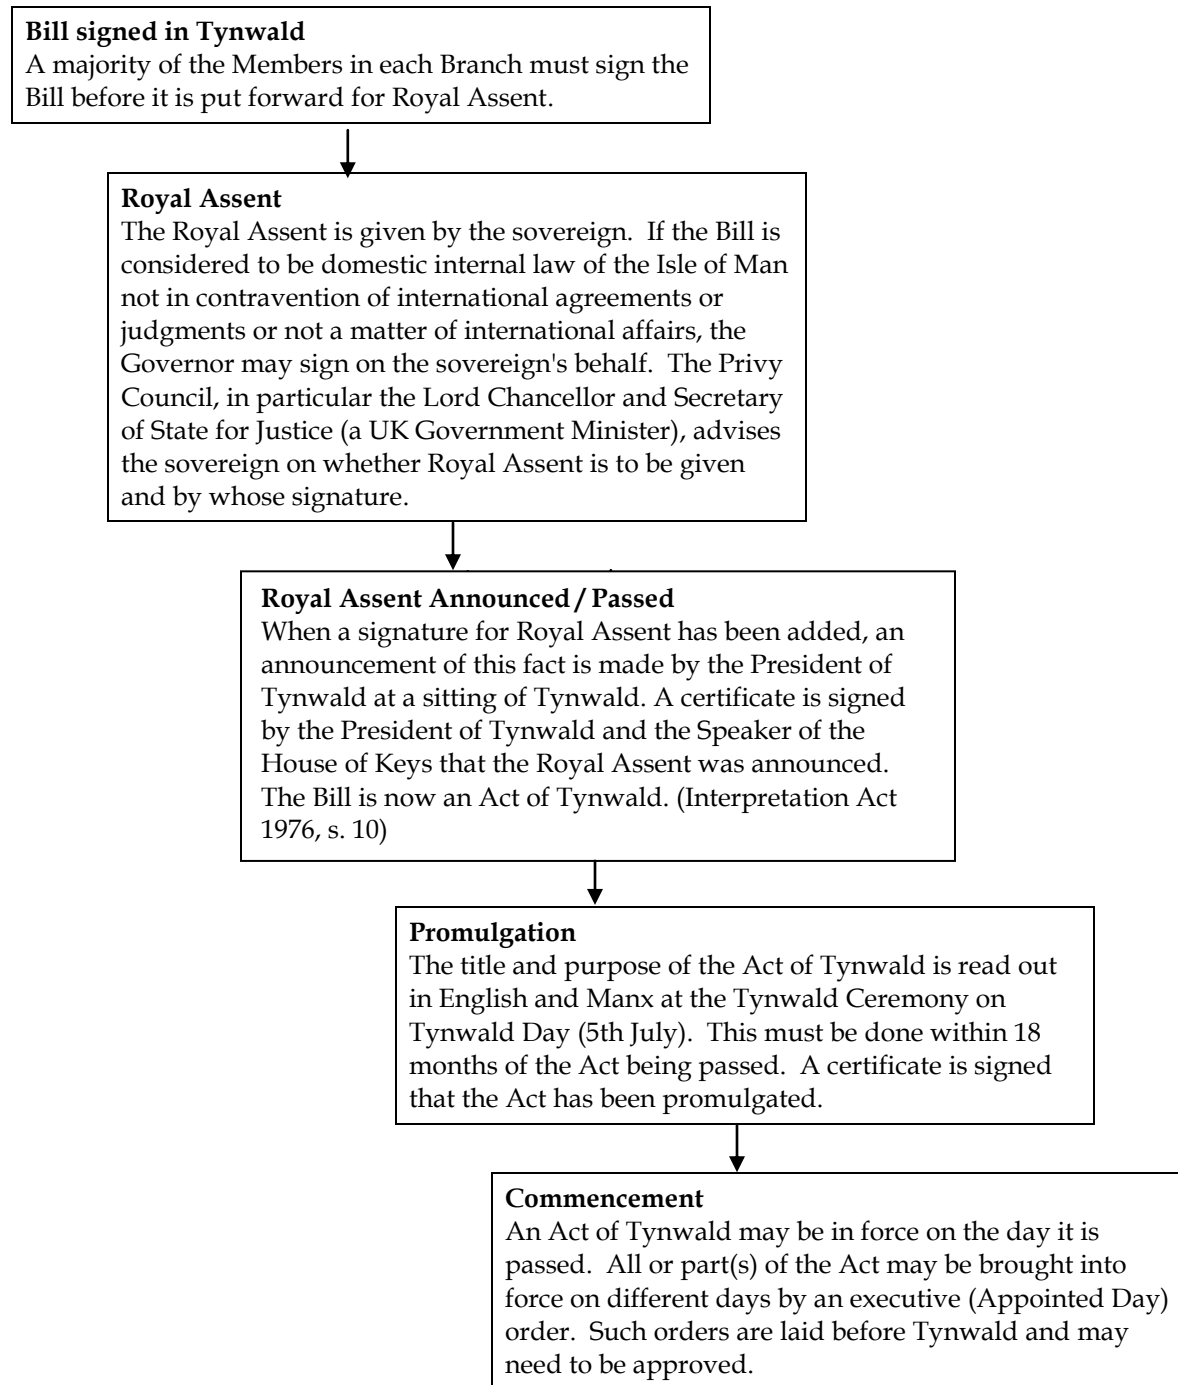 Bill signed in Tynwald
A majority of the Members in each Branch must sign the
Bill before it is put forward for Royal Assent.
Royal Assent
The Royal Assent is given by the sovereign.  If the Bill is
considered to be domestic internal law of the Isle of Man
not in contravention of international agreements or
judgments or not a matter of international affairs, the
Governor may sign on the sovereign's behalf.  The Privy
Council, in particular the Lord Chancellor and Secretary
of State for Justice (a UK Government Minister), advises
the sovereign on whether Royal Assent is to be given
and by whose signature.
Royal Assent Announced / Passed
When a signature for Royal Assent has been added, an
announcement of this fact is made by the President of
Tynwald at a sitting of Tynwald. A certificate is signed
by the President of Tynwald and the Speaker of the
House of Keys that the Royal Assent was announced.
The Bill is now an Act of Tynwald. (Interpretation Act
1976, s. 10)
Promulgation
The title and purpose of the Act of Tynwald is read out
in English and Manx at the Tynwald Ceremony on
Tynwald Day (5th July).  This must be done within 18
months of the Act being passed.  A certificate is signed
that the Act has been promulgated.
Commencement
An Act of Tynwald may be in force on the day it is
passed.  All or part(s) of the Act may be brought into
force on different days by an executive (Appointed Day)
order.  Such orders are laid before Tynwald and may
need to be approved.